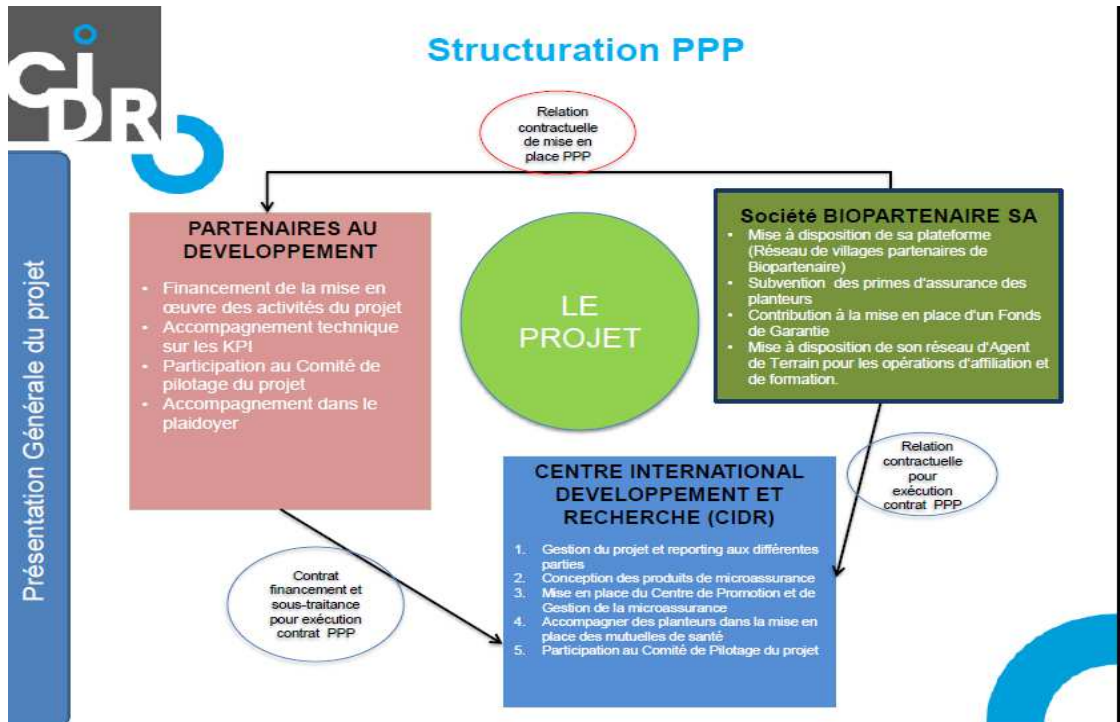 CIDR
Structuration PPP
Présentation Générale du projet
Relation
contractuelle
de mise en
place PPP
PARTENAIRES AU
DEVELOPPEMENT
• Financement de la mise en
œuvre des activités du projet
• Accompagnement technique
sur les KPI
• Participation au Comité de
pilotage du projet
• Accompagnement dans le
plaidoyer
LE
PROJET
Société BIOPARTENAIRE SA
• Mise à disposition de sa plateforme
(Réseau de villages partenaires de
Biopartenaire)
• Subvention des primes d'assurance des
planteurs
• Contribution à la mise en place d'un Fonds
de Garantie
• Mise à disposition de son réseau d'Agent
de Terrain pour les opérations d'affiliation et
de formation.
Relation
contractuelle
pour
exécution
contrat PPP
Contrat
financement et
sous-traitance
pour exécution
contrat PPP
CENTRE INTERNATIONAL
DEVELOPPEMENT ET
RECHERCHE (CIDR)
1. Gestion du projet et reporting aux différentes
parties
2. Conception des produits de microassurance
3. Mise en place du Centre de Promotion et de
Gestion de la microassurance
4. Accompagner des planteurs dans la mise en
place des mutuelles de santé
5. Participation au Comité de Pilotage du projet